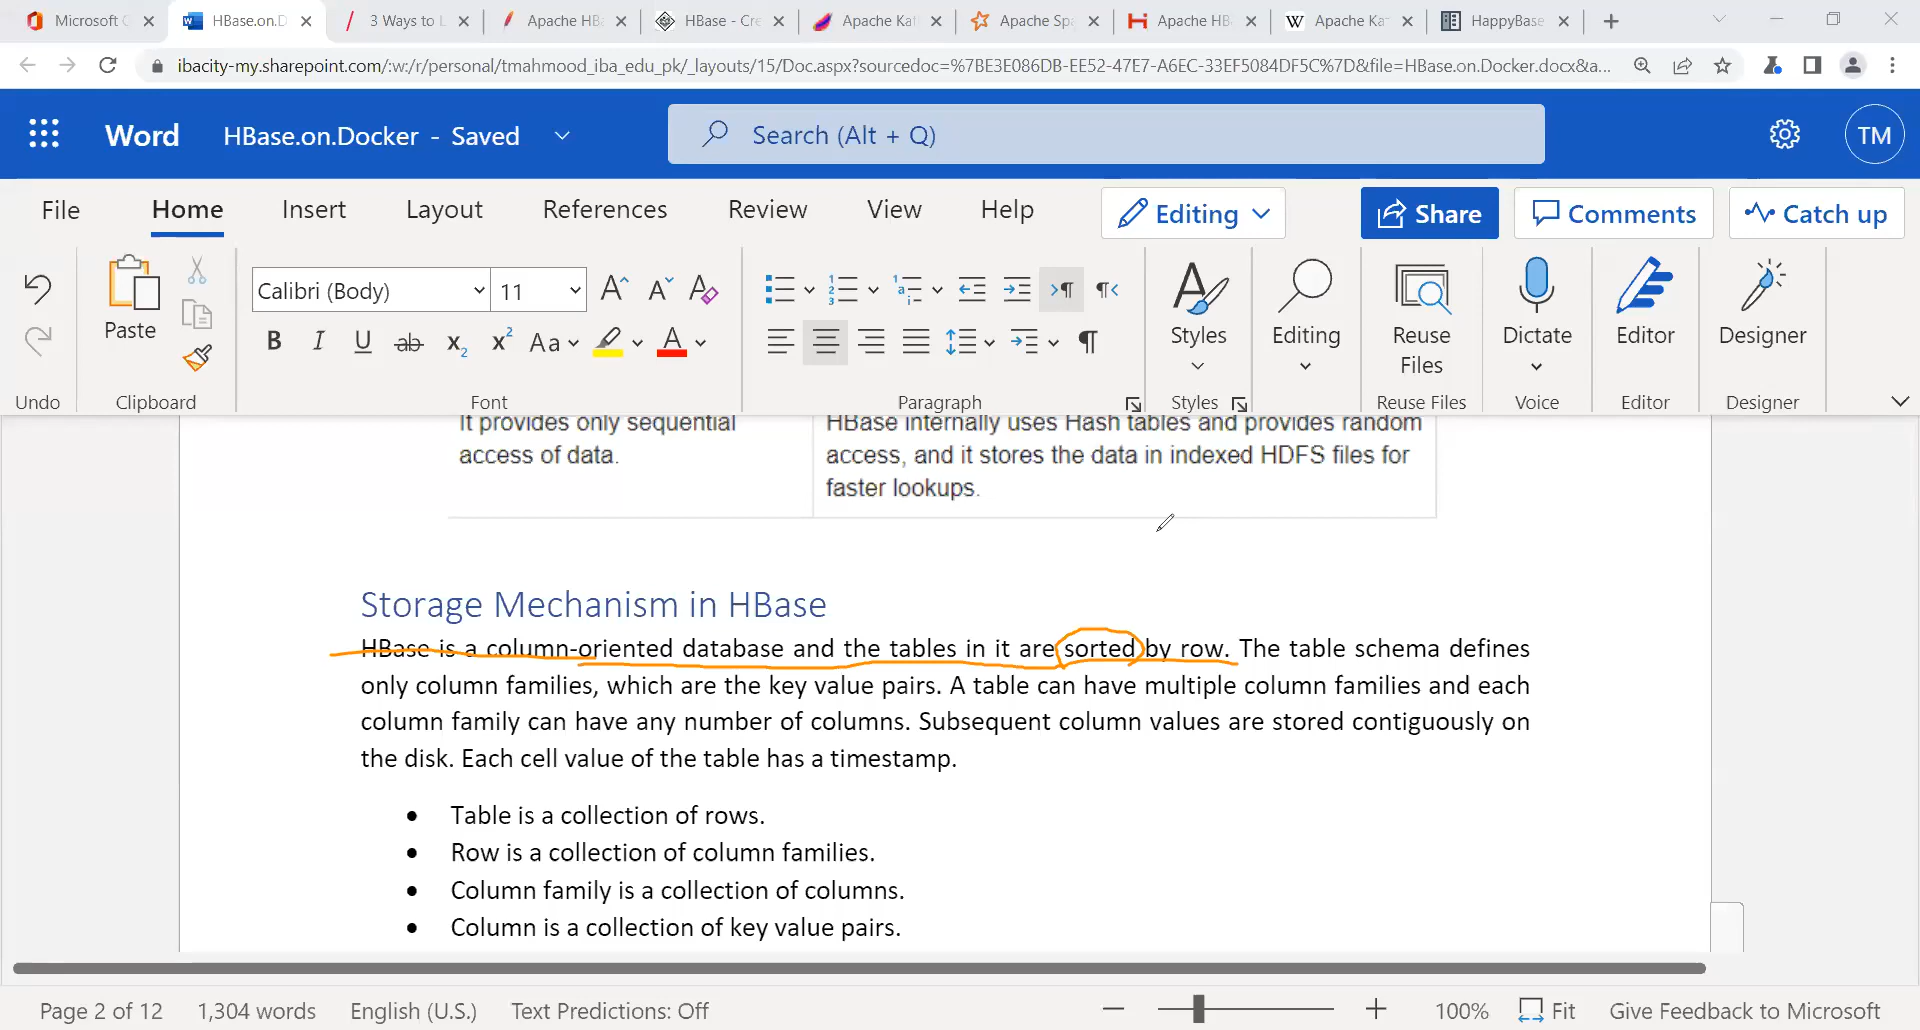 Microsoft O
HBase.on.D
3 Ways to L
Apache HBa
HBase - Cre
Apache Kaf
Apache Spa
Apache HB
Apache Ka
HappyBase
ibacity-my.sharepoint.com/:w:/r/personal/tmahmood_iba_edu_pk/_layouts/15/Doc.aspx?sourcedoc=%7BE3E086DB-EE52-47E7-A6EC-33EF5084DF5C%7D&file=HBase.on.Docker.docx&a...
Word HBase.on.Docker - Saved Search (Alt + Q) TM
File Home Insert Layout References Review View Help Editing Share Comments Catch up
Paste
Calibri (Body) 11
Styles Editing Reuse Files Dictate Editor Designer
Undo Clipboard Font Paragraph Styles Reuse Files Voice Editor Designer
It provides only sequential
access of data.
HBase internally uses Hash tables and provides random
access, and it stores the data in indexed HDFS files for
faster lookups.
Storage Mechanism in HBase
HBase is a column-oriented database and the tables in it are sorted by row. The table schema defines
only column families, which are the key value pairs. A table can have multiple column families and each
column family can have any number of columns. Subsequent column values are stored contiguously on
the disk. Each cell value of the table has a timestamp.
• Table is a collection of rows.
• Row is a collection of column families.
• Column family is a collection of columns.
• Column is a collection of key value pairs.
Page 2 of 12 1,304 words English (U.S.) Text Predictions: Off 100% Fit Give Feedback to Microsoft